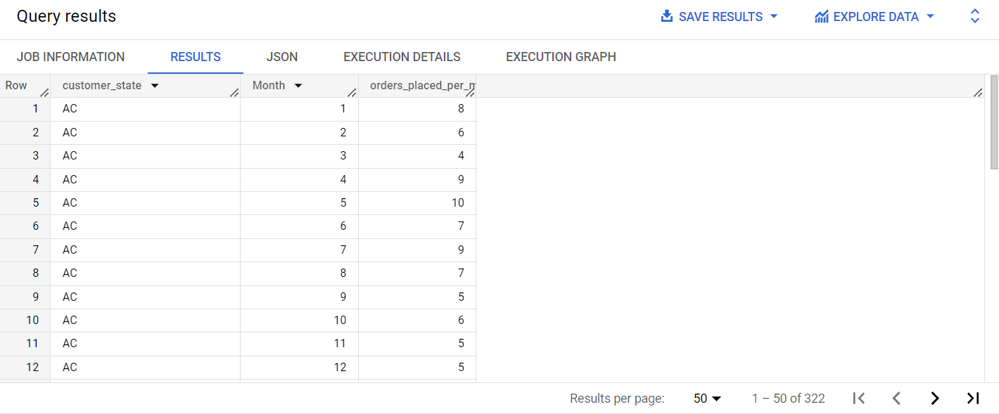 Query results SAVE RESULTS EXPLORE DATA
JOB INFORMATION RESULTS JSON EXECUTION DETAILS EXECUTION GRAPH
Row customer_state Month orders_placed_per_m
1 AC 1 8
2 AC 2 6
3 AC 3 4
4 AC 4 9
5 AC 5 10
6 AC 6 7
7 AC 7 9
8 AC 8 7
9 AC 9 5
10 AC 10 6
11 AC 11 5
12 AC 12 5
Results per page: 50 1 – 50 of 322